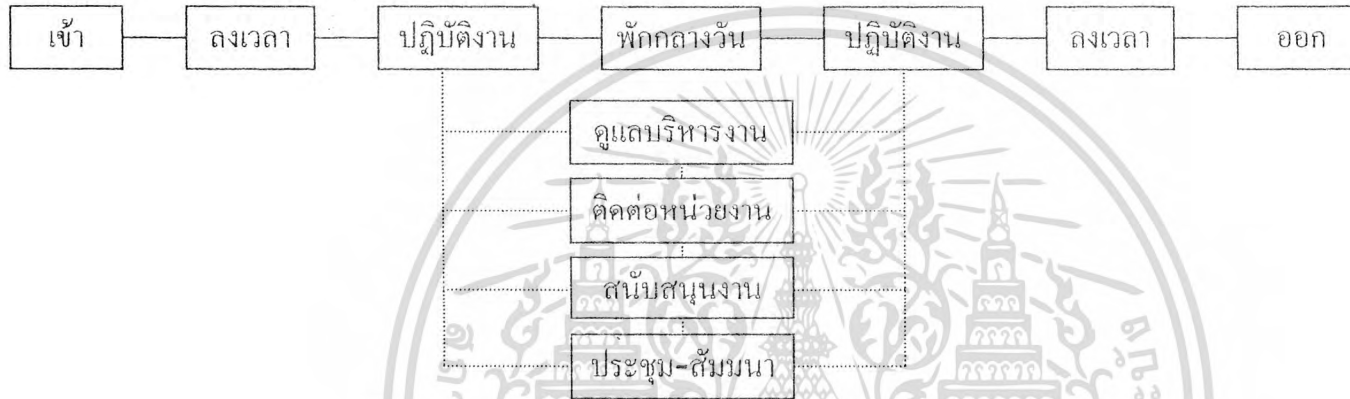 เข้า ลงเวลา ปฏิบัติงาน พักกลางวัน ปฏิบัติงาน ลงเวลา ออก
ดูแลบริหารงาน
ติดต่อหน่วยงาน
สนับสนุนงาน
ประชุม-สัมมนา